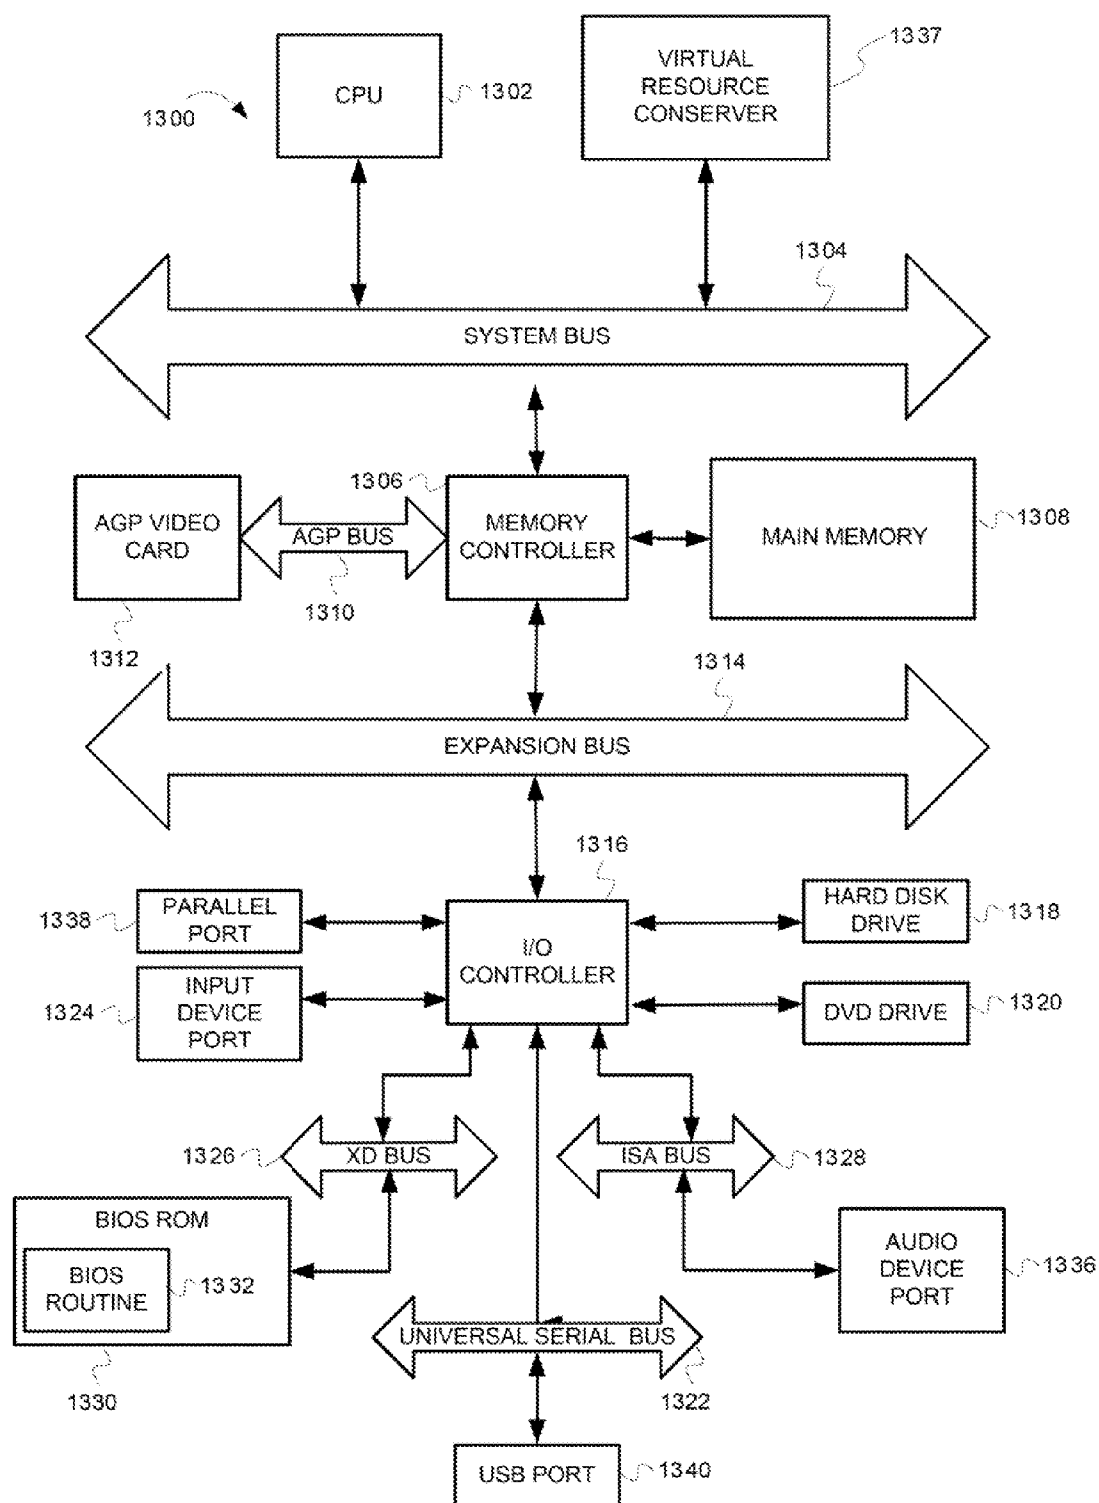 1337
VIRTUAL
RESOURCE
CONSERVER
CPU
1302
1300
1304
SYSTEM BUS
1306
AGP VIDEO
CARD
AGP BUS
MEMORY
CONTROLLER
MAIN MEMORY
1308
1310
1312
1314
EXPANSION BUS
1316
1338
PARALLEL
PORT
HARD DISK
DRIVE
1318
I/O
CONTROLLER
1324
INPUT
DEVICE
PORT
DVD DRIVE
1320
1326
XD BUS
ISA BUS
1328
BIOS ROM
BIOS
ROUTINE
1332
AUDIO
DEVICE
PORT
1336
UNIVERSAL SERIAL BUS
1330
1322
USB PORT
1340